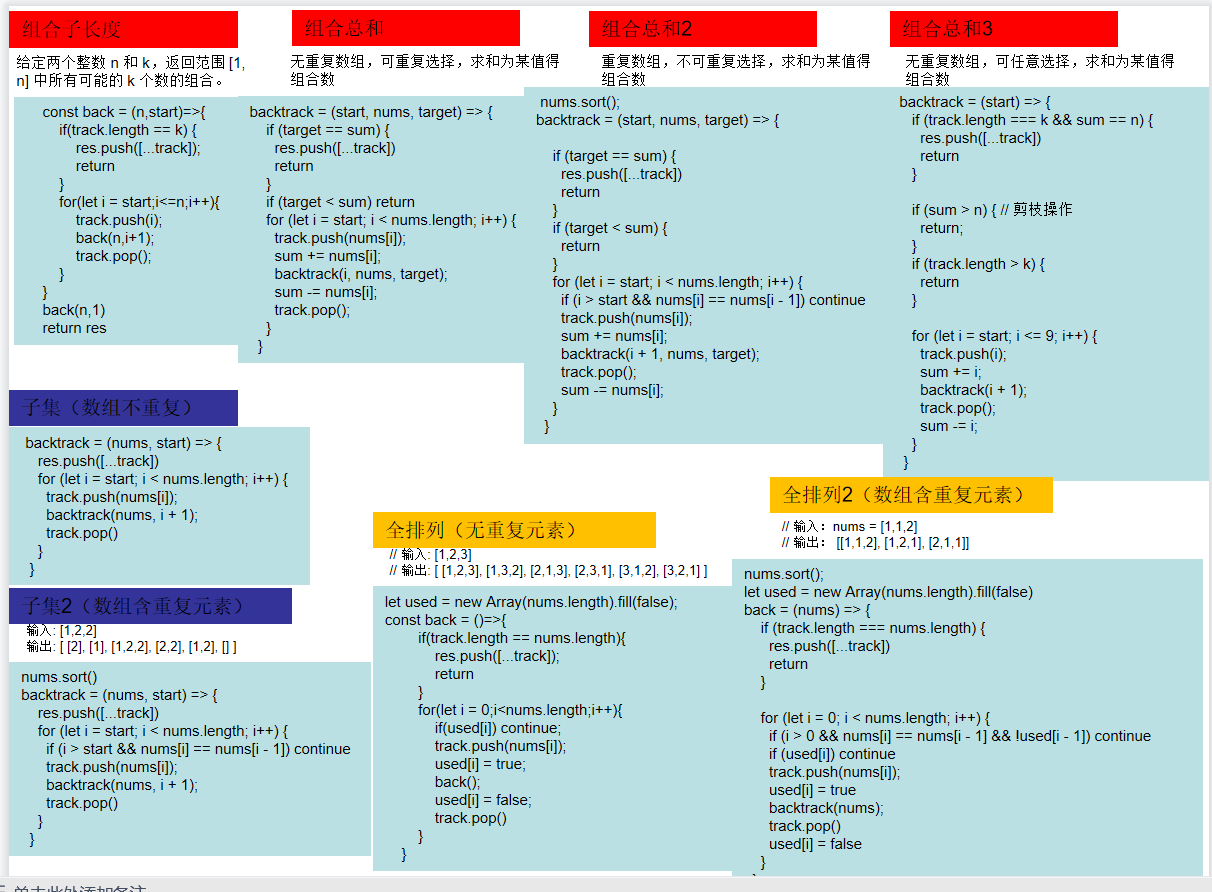 组合子长度
给定两个整数 n 和 k，返回范围 [1,
n] 中所有可能的 k 个数的组合。
const back = (n,start)=>{
if(track.length == k) {
res.push([...track]);
return
}
for(let i = start;i<=n;i++){
track.push(i);
back(n,i+1);
track.pop();
}
}
back(n,1)
return res
组合总和
无重复数组，可重复选择，求和为某值得
组合数
backtrack = (start, nums, target) => {
if (target == sum) {
res.push([...track])
return
}
if (target < sum) return
for (let i = start; i < nums.length; i++) {
track.push(nums[i]);
sum += nums[i];
backtrack(i, nums, target);
sum -= nums[i];
track.pop();
}
}
组合总和2
重复数组，不可重复选择，求和为某值得
组合数
nums.sort();
backtrack = (start, nums, target) => {
if (target == sum) {
res.push([...track])
return
}
if (target < sum) {
return
}
for (let i = start; i < nums.length; i++) {
if (i > start && nums[i] == nums[i - 1]) continue
track.push(nums[i]);
sum += nums[i];
backtrack(i + 1, nums, target);
track.pop();
sum -= nums[i];
}
}
组合总和3
无重复数组，可任意选择，求和为某值得
组合数
backtrack = (start) => {
if (track.length === k && sum == n) {
res.push([...track])
return
}
if (sum > n) { // 剪枝操作
return;
}
if (track.length > k) {
return
}
for (let i = start; i <= 9; i++) {
track.push(i);
sum += i;
backtrack(i + 1);
track.pop();
sum -= i;
}
}
子集（数组不重复）
backtrack = (nums, start) => {
res.push([...track])
for (let i = start; i < nums.length; i++) {
track.push(nums[i]);
backtrack(nums, i + 1);
track.pop()
}
}
子集2（数组含重复元素）
输入: [1,2,2]
输出: [ [2], [1], [1,2,2], [2,2], [1,2], [] ]
nums.sort()
backtrack = (nums, start) => {
res.push([...track])
for (let i = start; i < nums.length; i++) {
if (i > start && nums[i] == nums[i - 1]) continue
track.push(nums[i]);
backtrack(nums, i + 1);
track.pop()
}
}
全排列（无重复元素）
// 输入: [1,2,3]
// 输出: [ [1,2,3], [1,3,2], [2,1,3], [2,3,1], [3,1,2], [3,2,1] ]
let used = new Array(nums.length).fill(false);
const back = ()=>{
if(track.length == nums.length){
res.push([...track]);
return
}
for(let i = 0;i<nums.length;i++){
if(used[i]) continue;
track.push(nums[i]);
used[i] = true;
back();
used[i] = false;
track.pop()
}
}
全排列2（数组含重复元素）
// 输入：nums = [1,1,2]
// 输出： [[1,1,2], [1,2,1], [2,1,1]]
nums.sort();
let used = new Array(nums.length).fill(false)
back = (nums) => {
if (track.length === nums.length) {
res.push([...track])
return
}
for (let i = 0; i < nums.length; i++) {
if (i > 0 && nums[i] == nums[i - 1] && !used[i - 1]) continue
if (used[i]) continue
track.push(nums[i]);
used[i] = true
backtrack(nums);
track.pop()
used[i] = false
}
单击此处添加备注